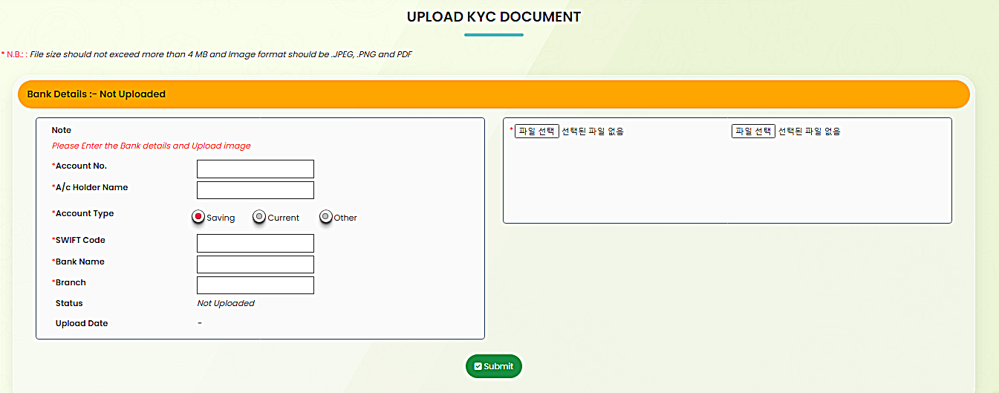 UPLOAD KYC DOCUMENT
* N.B.: : File size should not exceed more than 4 MB and Image format should be .JPEG, .PNG and PDF
Bank Details :- Not Uploaded
Note
Please Enter the Bank details and Upload image
*Account No.
*A/c Holder Name
*Account Type Saving Current Other
*SWIFT Code
*Bank Name
*Branch
Status Not Uploaded
Upload Date -
* 파일 선택 선택된 파일 없음 파일 선택 선택된 파일 없음
Submit